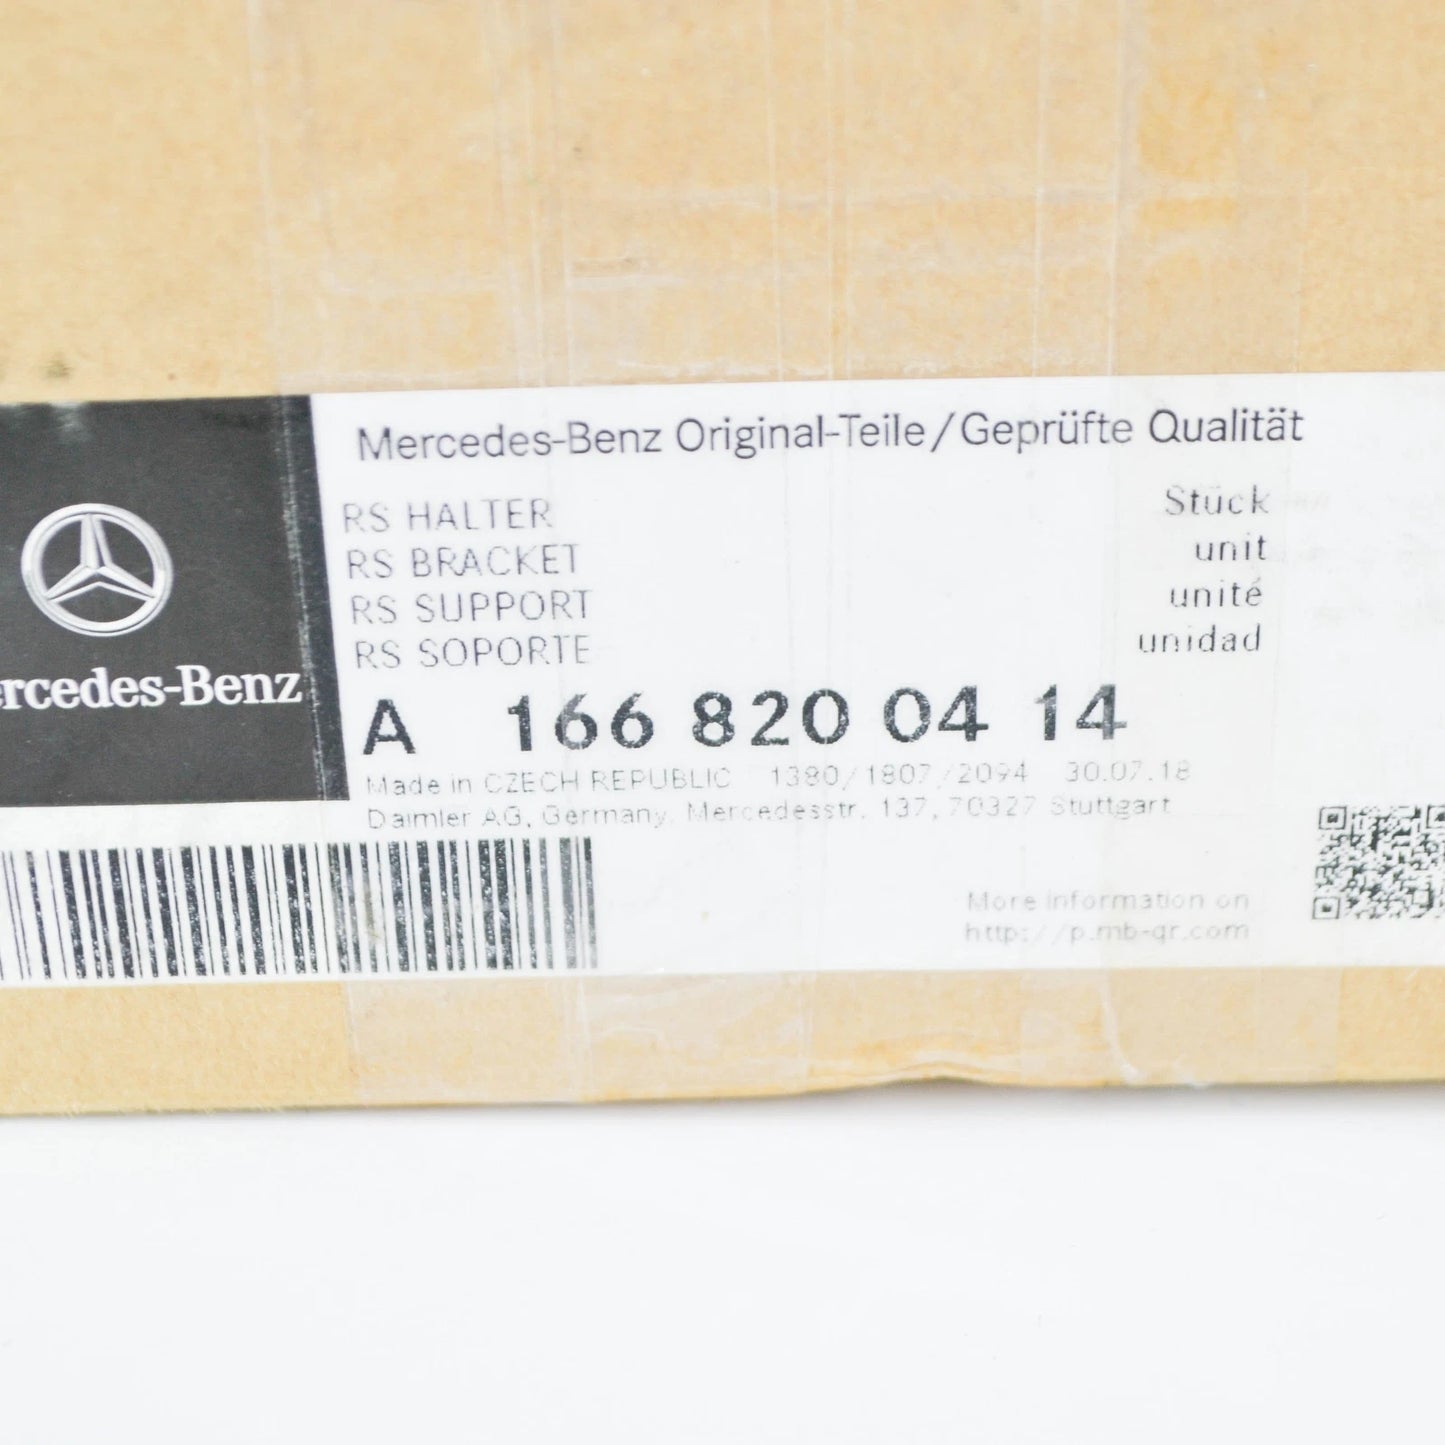 Mercedes-Benz Original-Teile/Geprüfte Qualität
RS HALTER Stück
RS BRACKET unit
RS SUPPORT unité
RS SOPORTE unidad
rcedes-Benz
A 166 820 04 14
Made in CZECH REPUBLIC 1380/1807/2094 30.07.18
Daimler AG, Germany, Mercedesstr. 137, 70327 Stuttgart
More information on
http://p.mb-qr.com